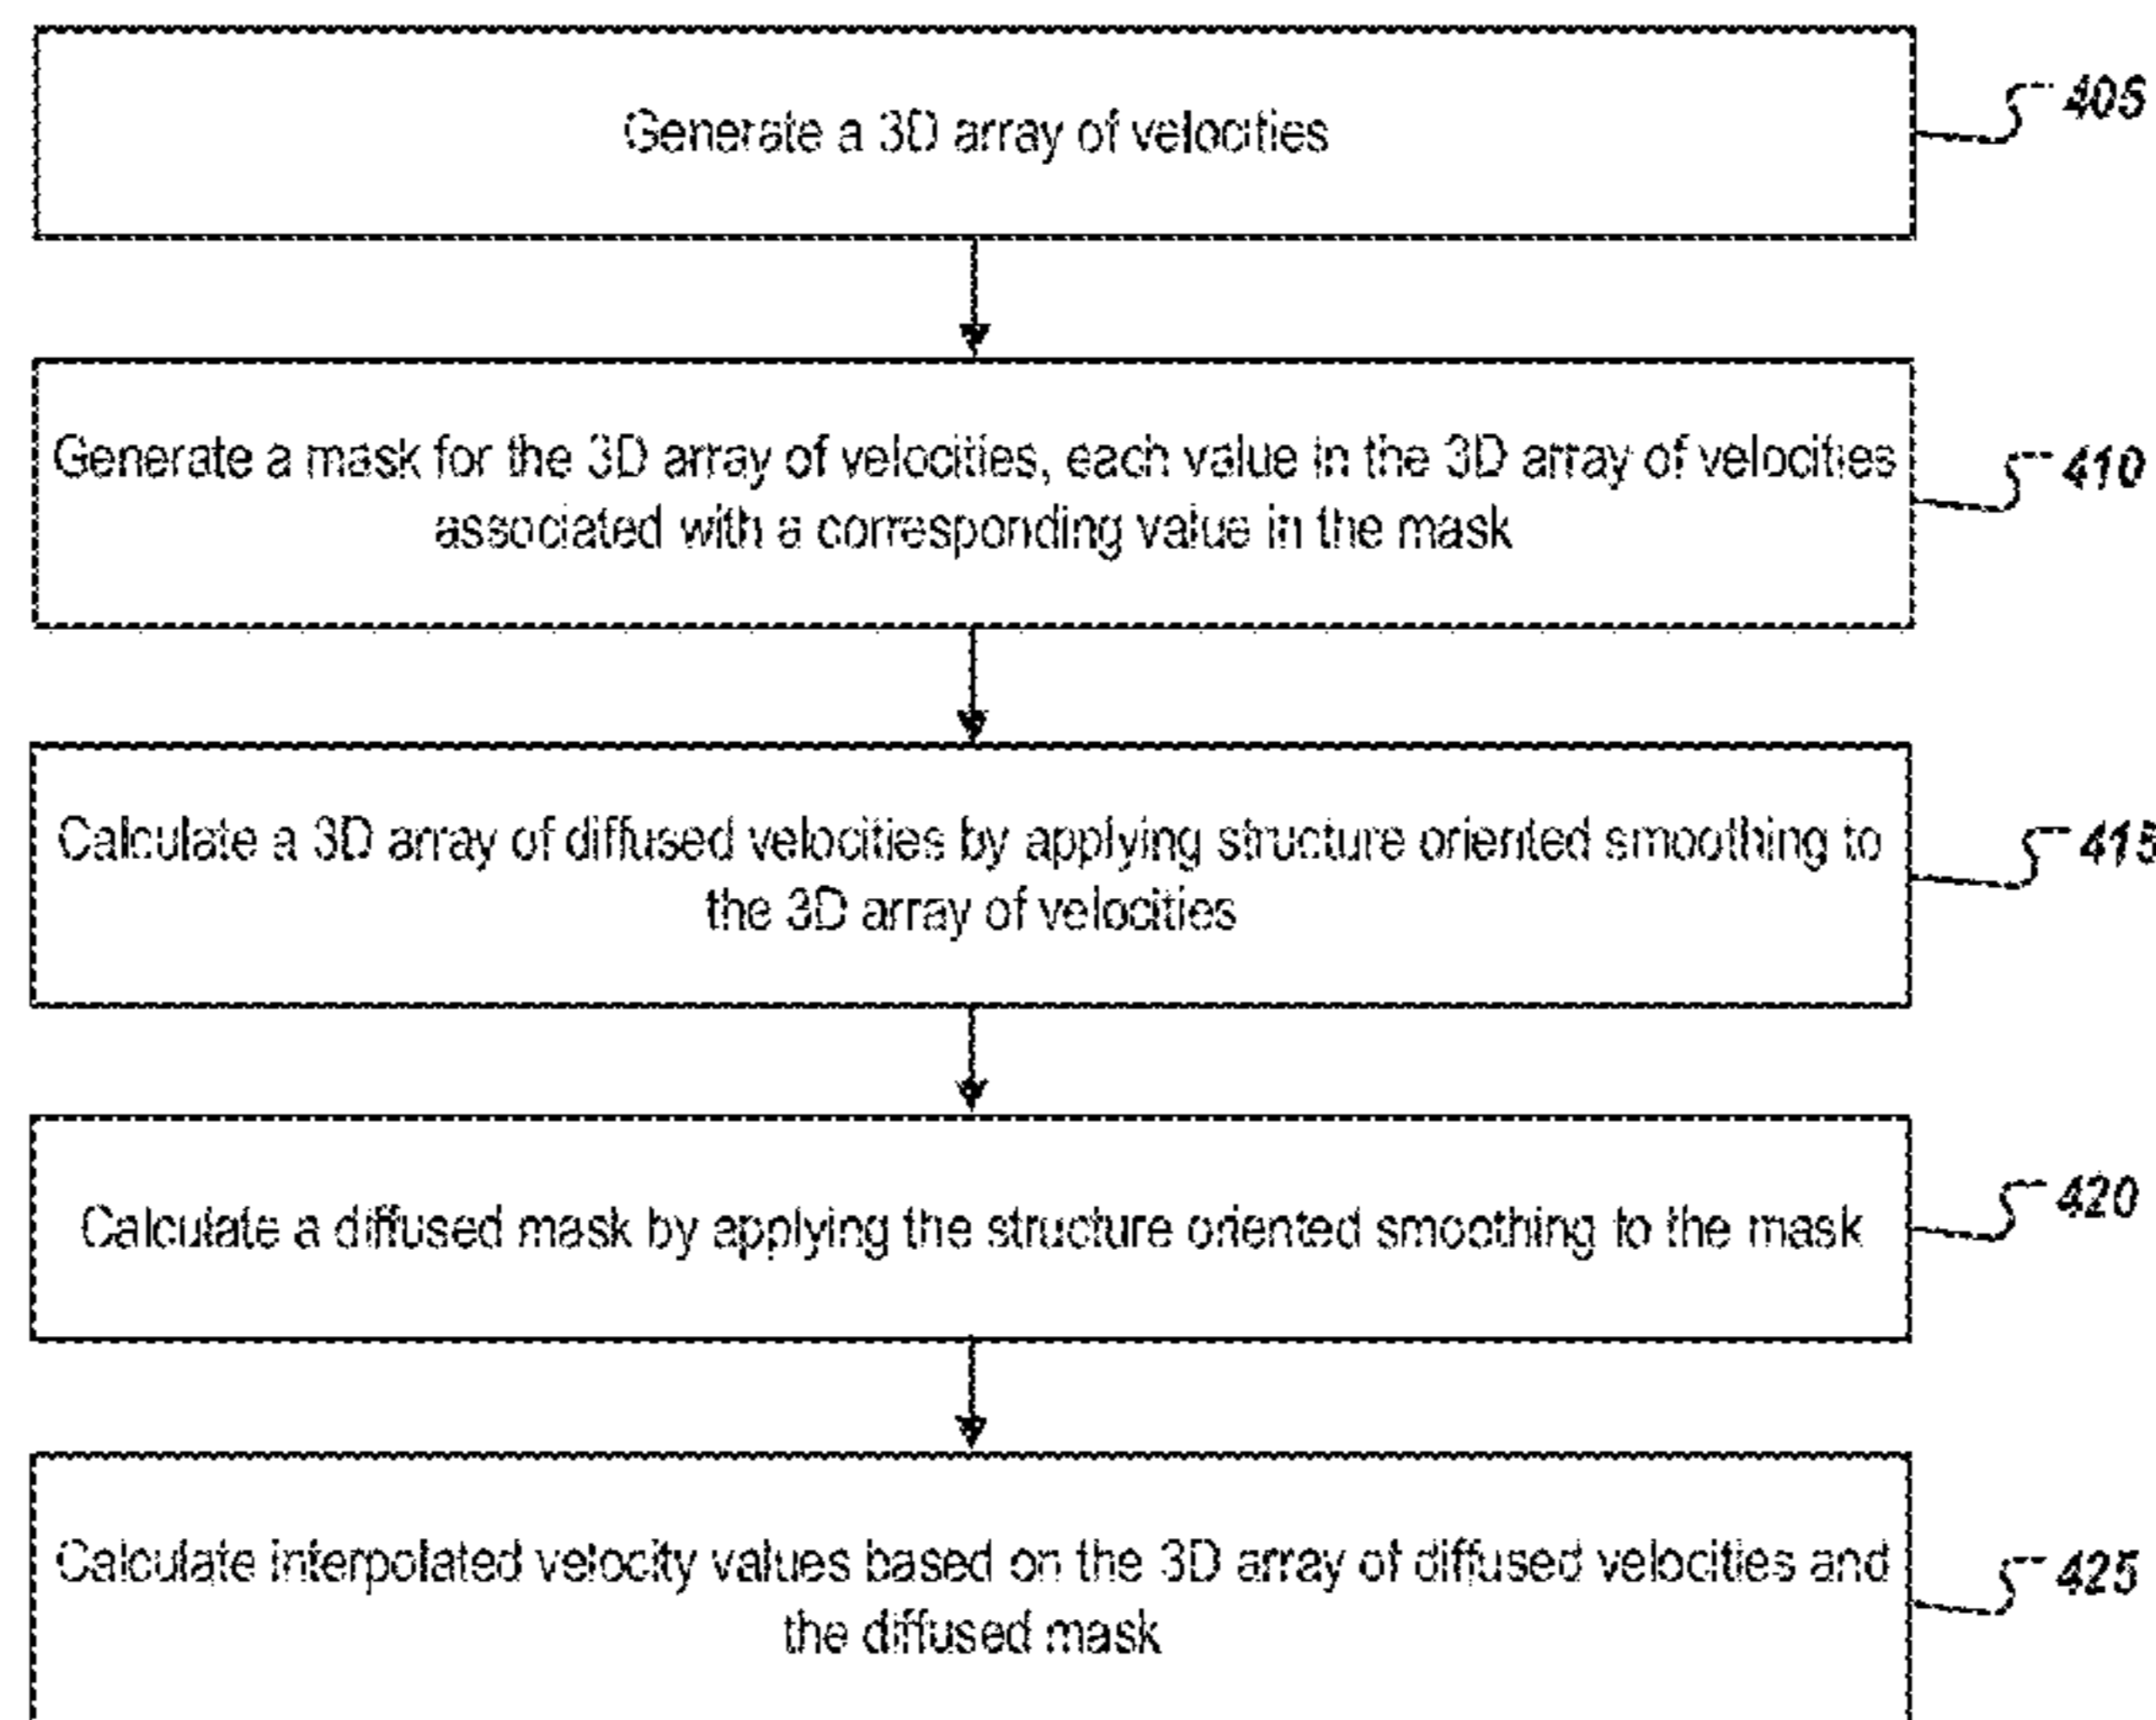 Generate a 3D array of velocities
405
Generate a mask for the 3D array of velocities, each value in the 3D array of velocities
associated with a corresponding value in the mask
410
Calculate a 3D array of diffused velocities by applying structure oriented smoothing to
the 3D array of velocities
415
Calculate a diffused mask by applying the structure oriented smoothing to the mask
420
Calculate interpolated velocity values based on the 3D array of diffused velocities and
the diffused mask
425